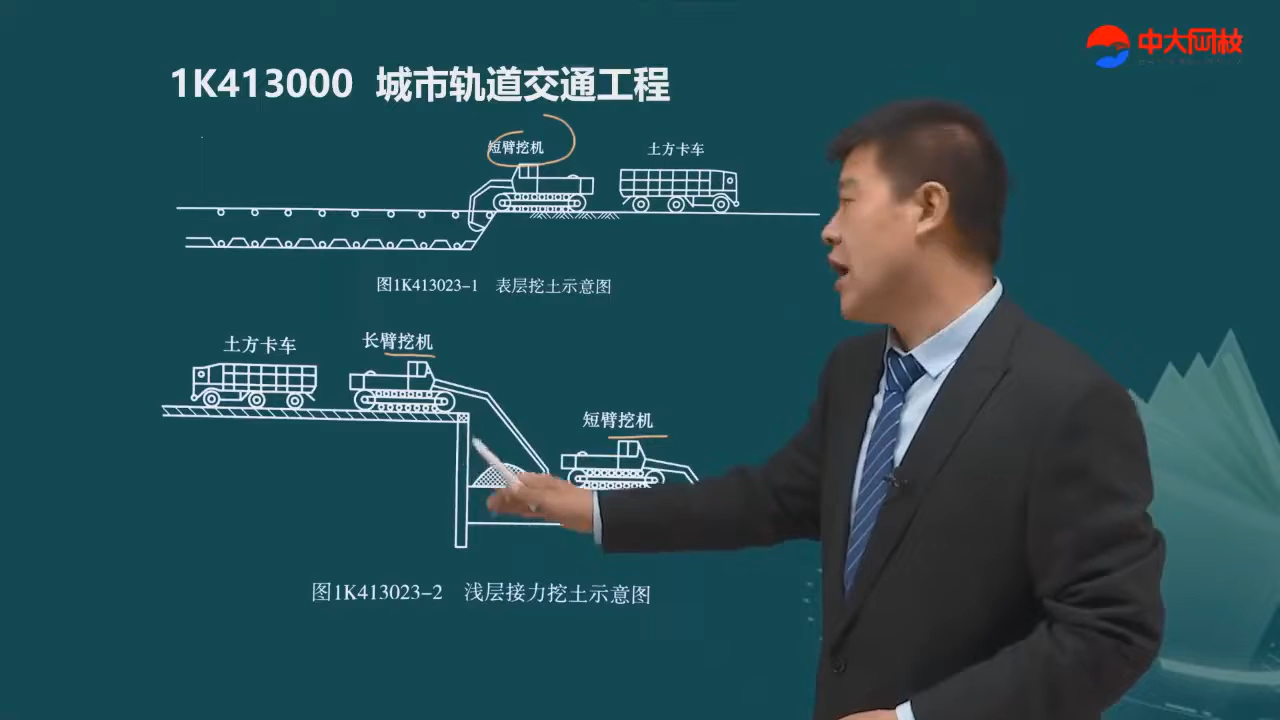 中大网校
1K413000 城市轨道交通工程
短臂挖机
土方卡车
图1K413023-1 表层挖土示意图
土方卡车
长臂挖机
短臂挖机
图1K413023-2 浅层接力挖土示意图